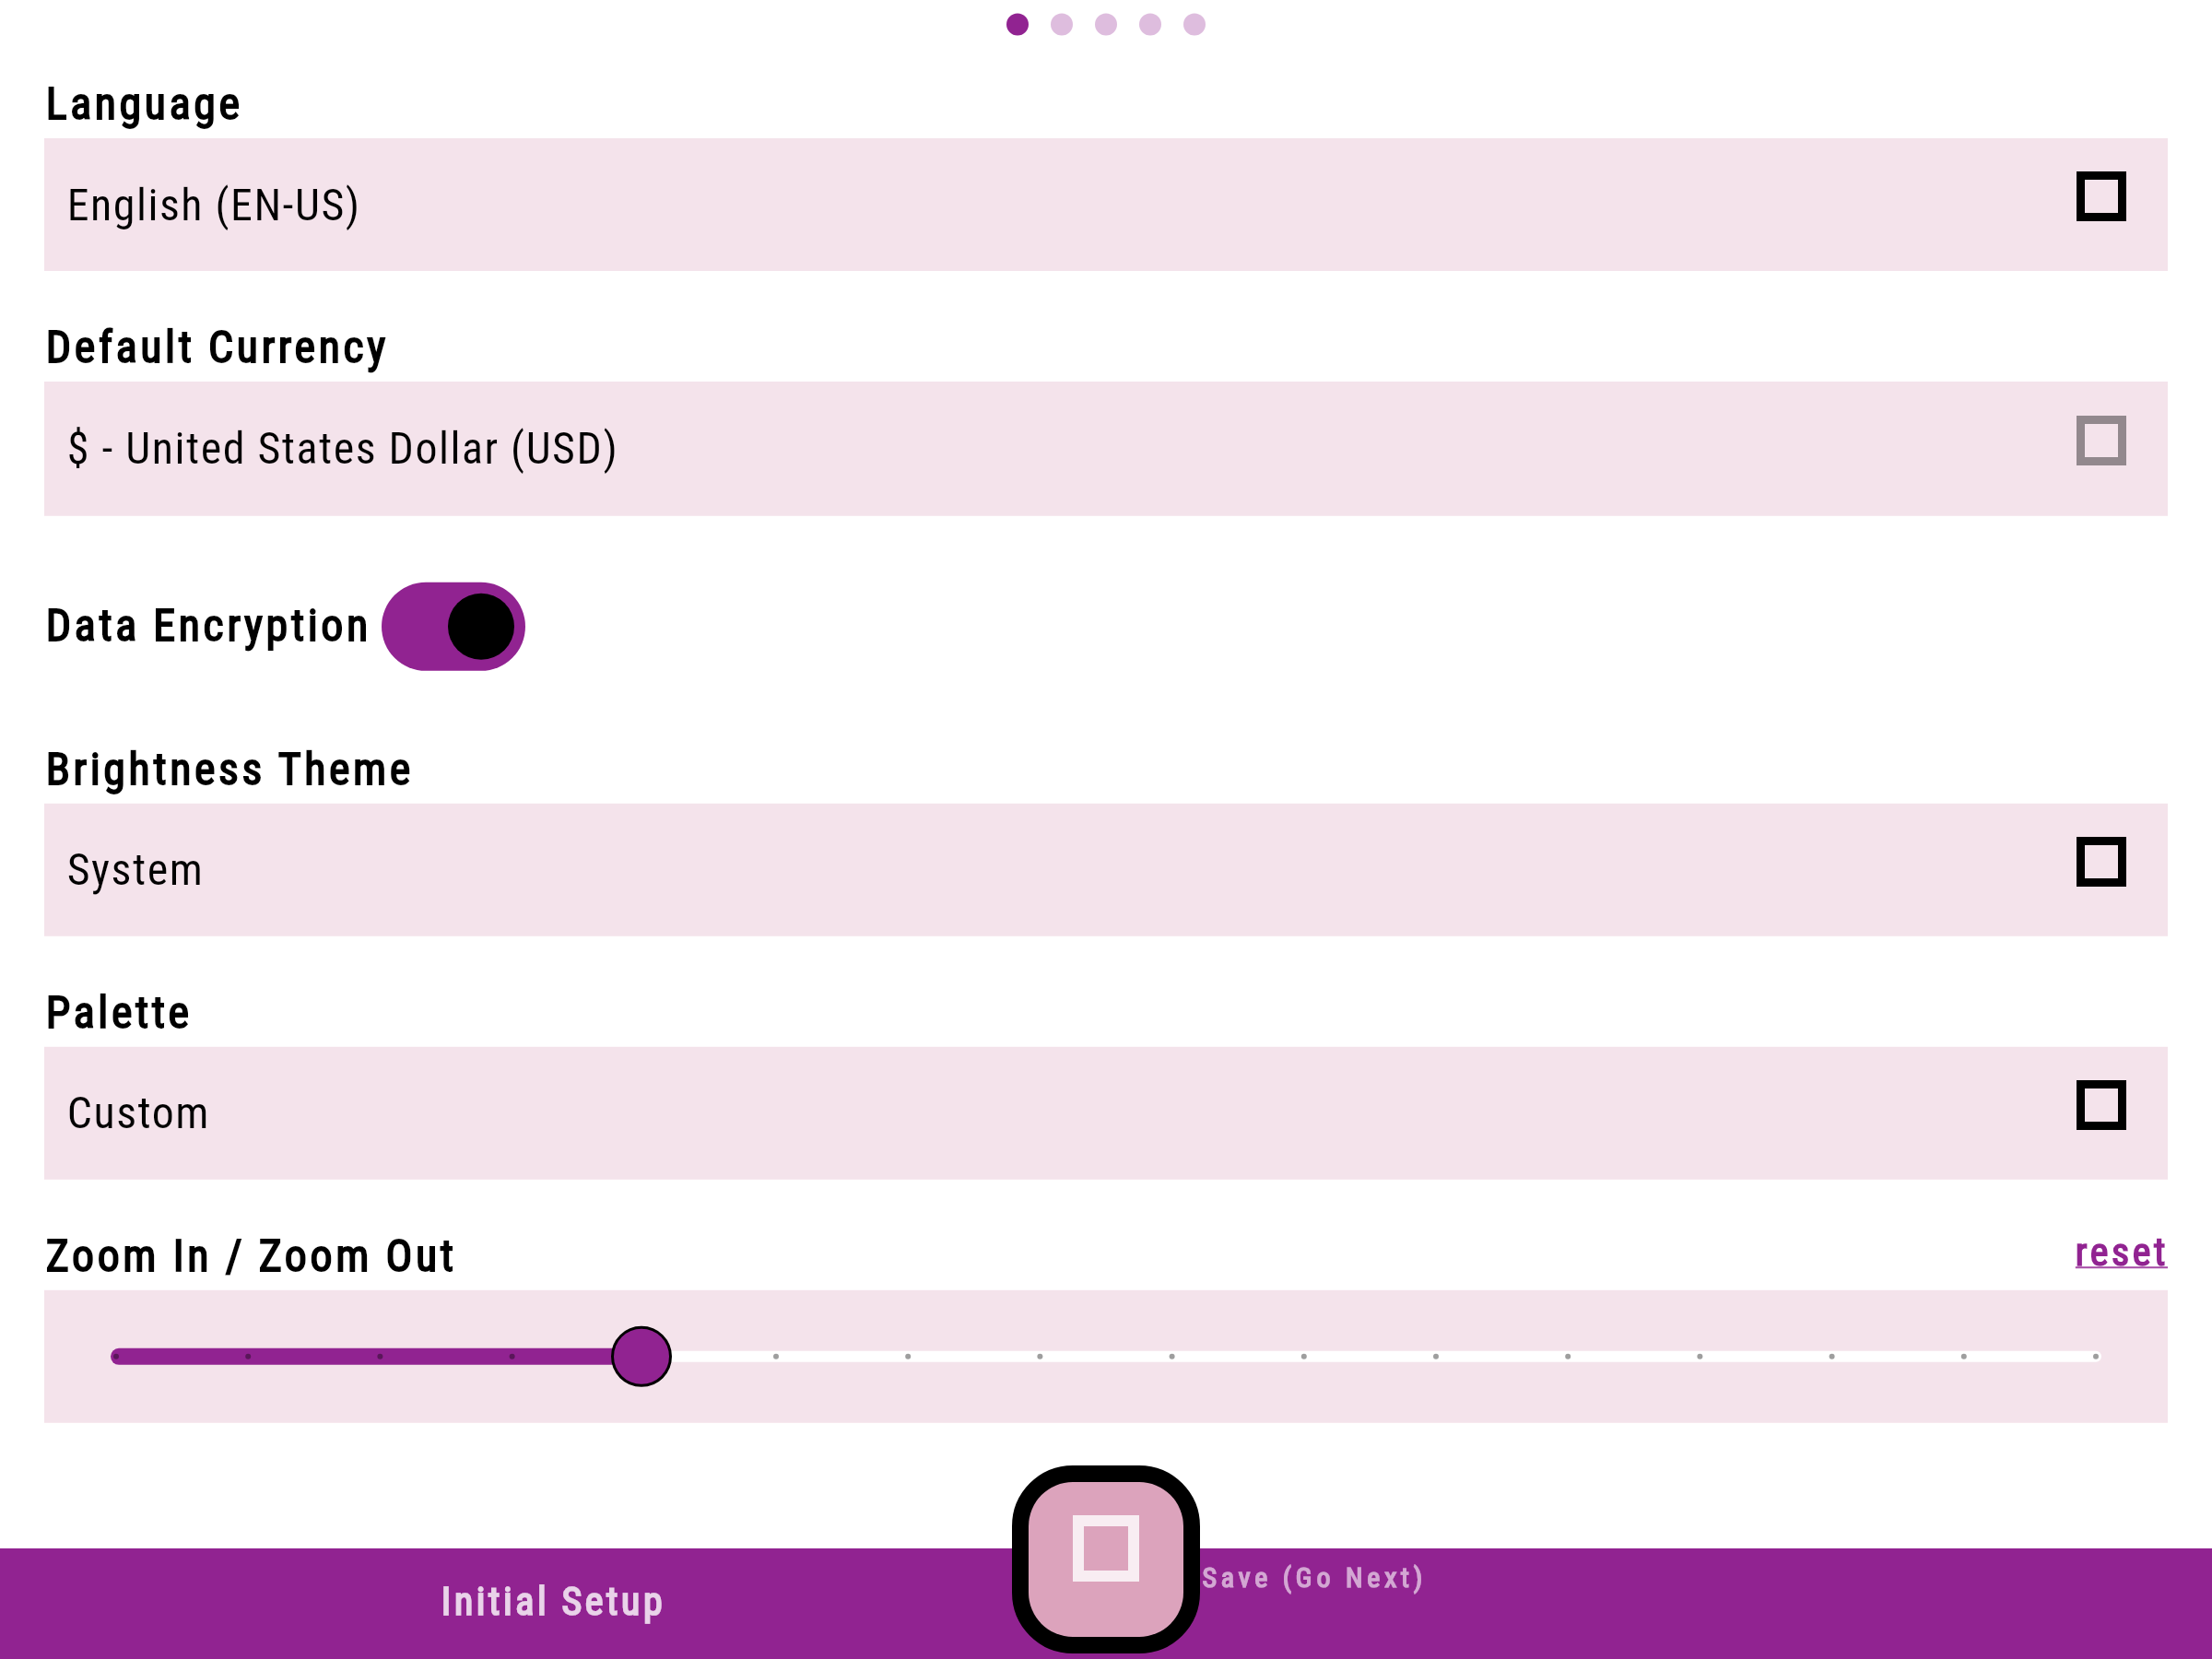 Language
English (EN-US)
Default Currency
$ - United States Dollar (USD)
Data Encryption
Brightness Theme
System
Palette
Custom
Zoom In / Zoom Out
reset
Initial Setup
Save (Go Next)